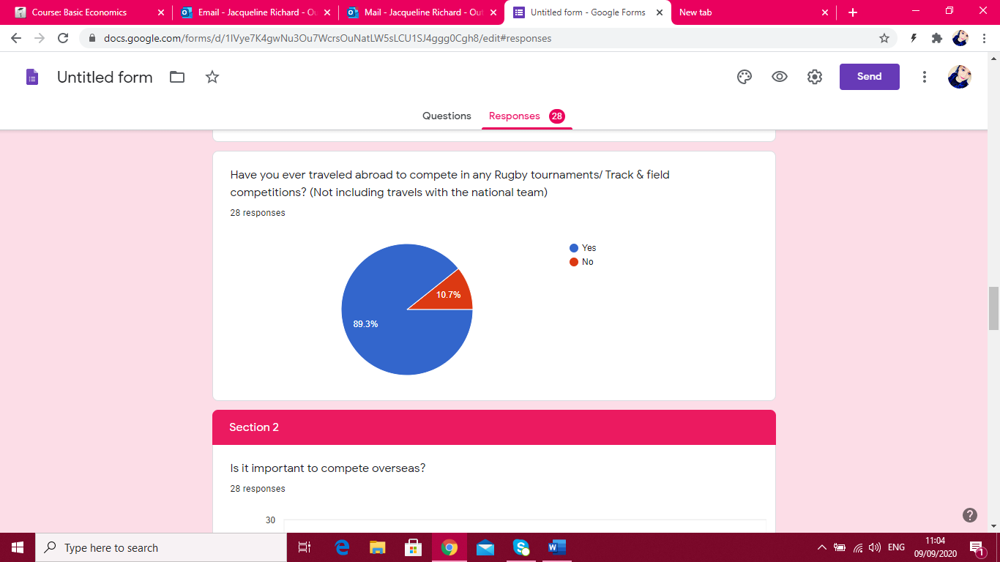 Course: Basic Economics
Email - Jacqueline Richard - Ou
Mail - Jacqueline Richard - Out
Untitled form - Google Forms
New tab
docs.google.com/forms/d/1IVye7K4gwNu3Ou7WcrsOuNatLW5sLCU1SJ4ggg0Cgh8/edit#responses
Untitled form
Send
Questions
Responses 28
Have you ever traveled abroad to compete in any Rugby tournaments/ Track & field
competitions? (Not including travels with the national team)
28 responses
Yes
No
10.7%
89.3%
Section 2
Is it important to compete overseas?
28 responses
30
Type here to search
ENG
11:04
09/09/2020
1